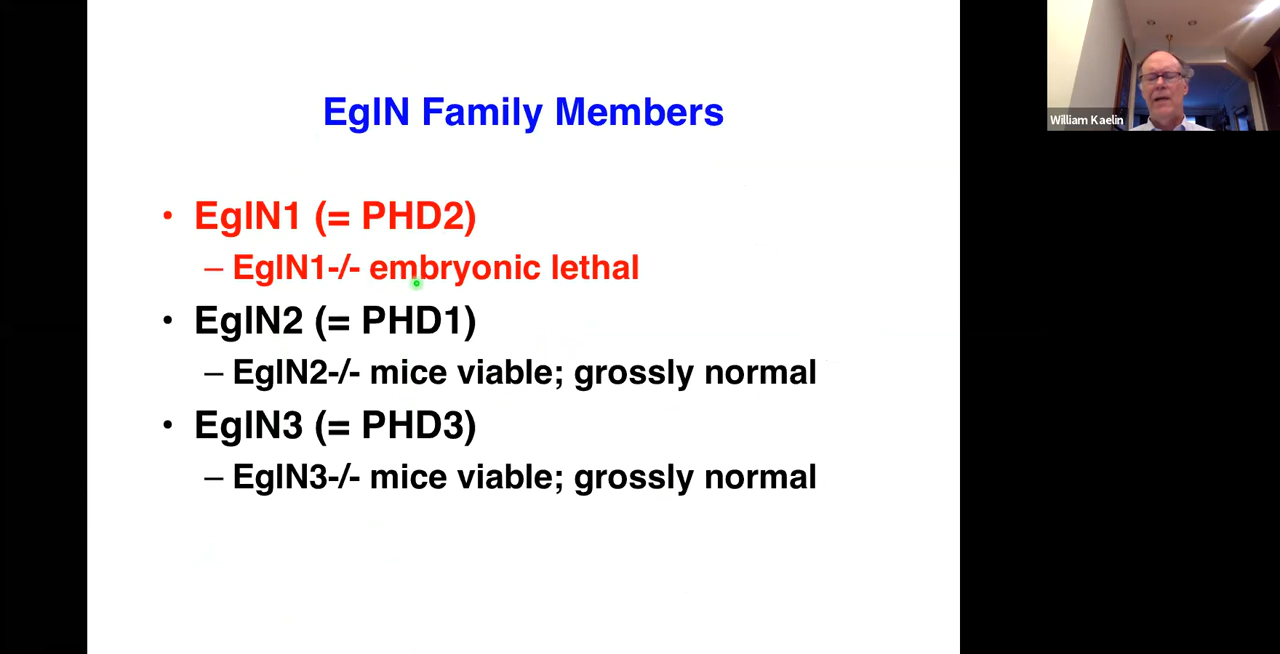 EglN Family Members
• EglN1 (= PHD2)
– EglN1-/- embryonic lethal
• EglN2 (= PHD1)
– EglN2-/- mice viable; grossly normal
• EglN3 (= PHD3)
– EglN3-/- mice viable; grossly normal
William Kaelin